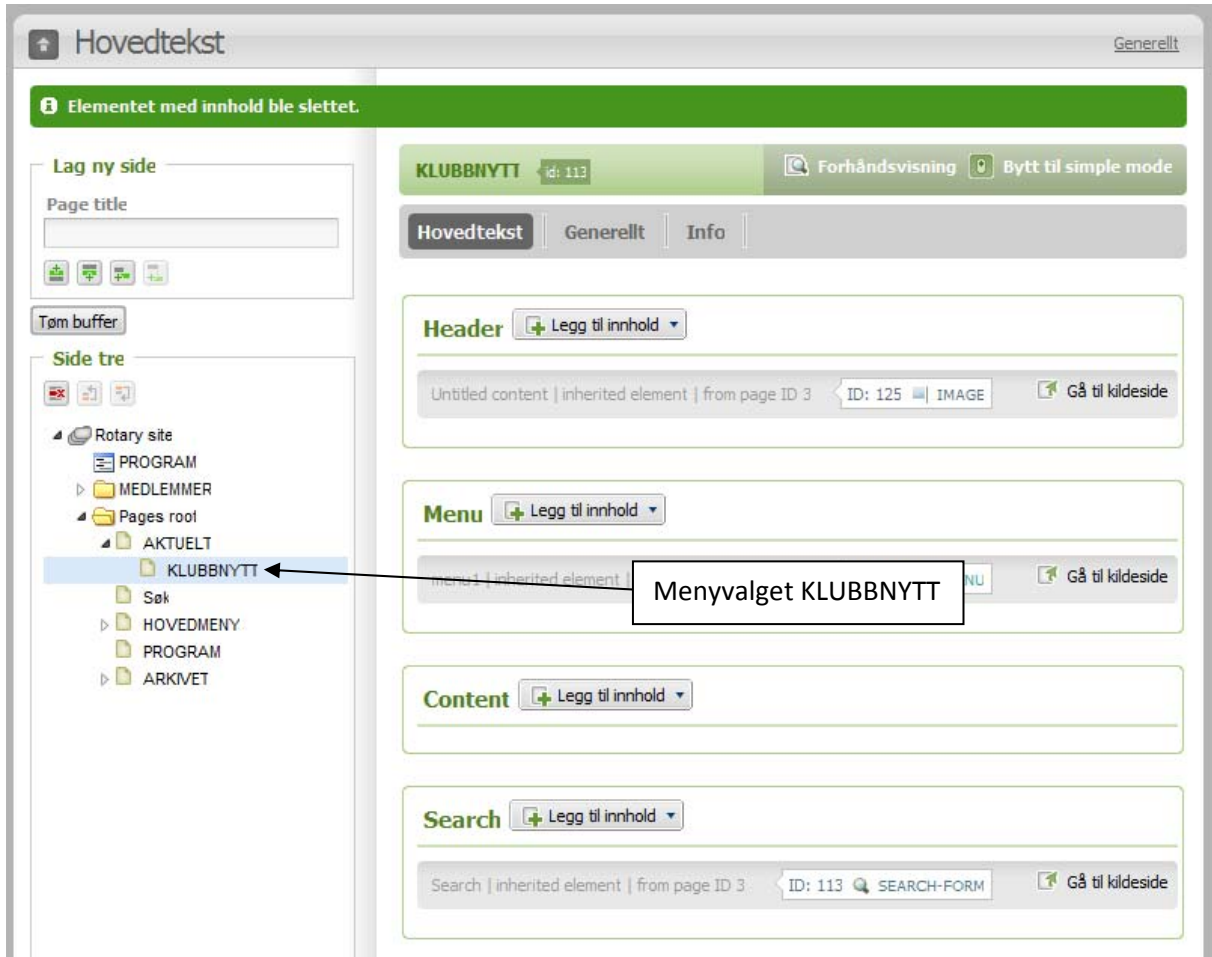 Hovedtekst
Generellt
Elementet med innhold ble slettet.
Lag ny side
Page title
Tøm buffer
Side tre
Rotary site
PROGRAM
MEDLEMMER
Pages root
AKTUELT
KLUBBNYTT
Søk
HOVEDMENY
PROGRAM
ARKIVET
KLUBBNYTT id: 113
Forhåndsvisning Bytt til simple mode
Hovedtekst Generellt Info
Header Legg til innhold
Untitled content | inherited element | from page ID 3 ID: 125 IMAGE Gå til kildeside
Menu Legg til innhold
menu1 | inherited element | NU Gå til kildeside
Menyvalget KLUBBNYTT
Content Legg til innhold
Search Legg til innhold
Search | inherited element | from page ID 3 ID: 113 SEARCH-FORM Gå til kildeside